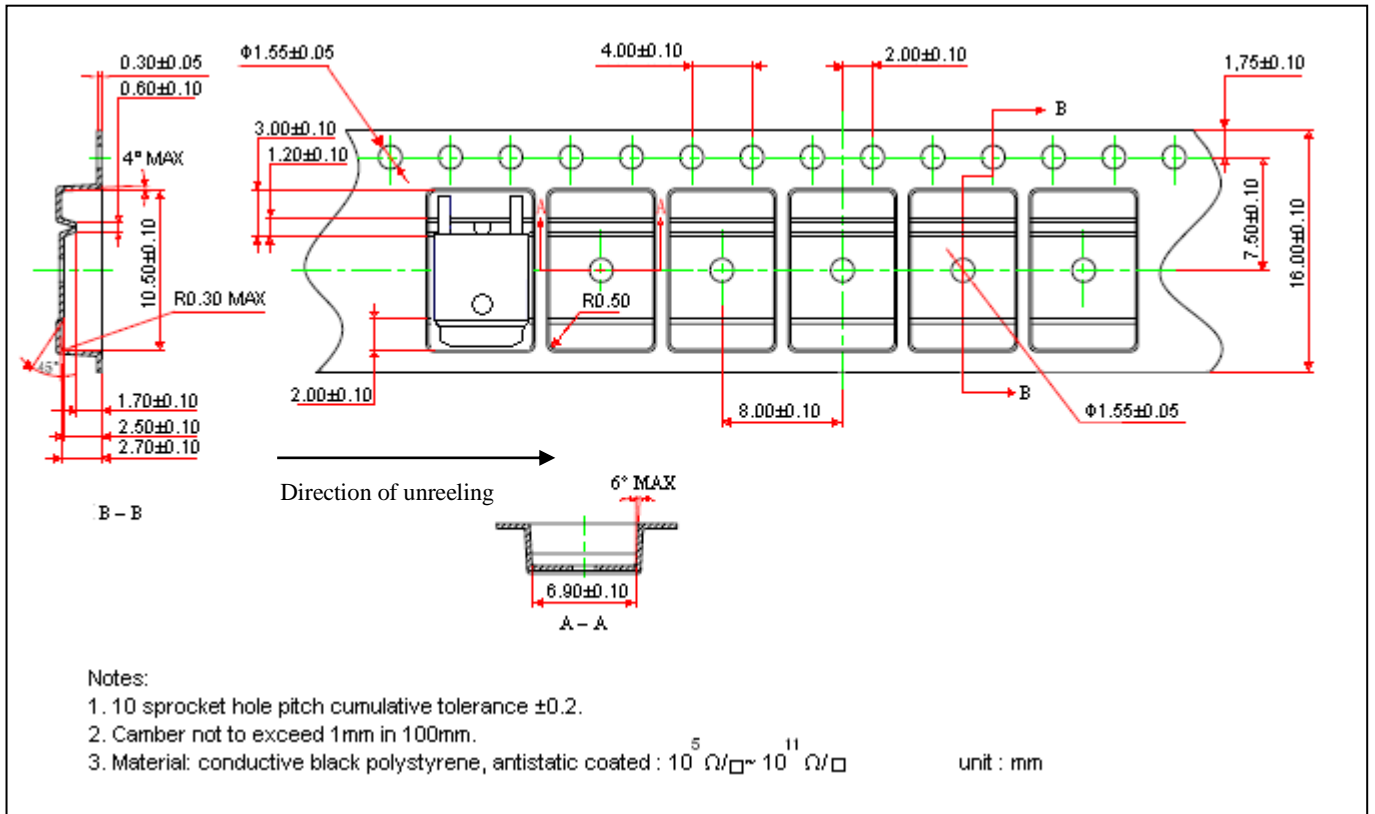 0.30±0.05
0.60±0.10
Φ1.55±0.05
4.00±0.10
2.00±0.10
1,75±0.10
B
3.00±0.10
1.20±0.10
4° MAX
A
A
10.50±0.10
7.50±0.10
16.00±0.10
R0.30 MAX
R0.50
45°
2.00±0.10
1.70±0.10
2.50±0.10
2.70±0.10
8.00±0.10
B
Φ1.55±0.05
Direction of unreeling
6° MAX
B – B
6.90±0.10
A – A
Notes:
1. 10 sprocket hole pitch cumulative tolerance ±0.2.
2. Camber not to exceed 1mm in 100mm.
3. Material: conductive black polystyrene, antistatic coated : 10⁵ Ω/□~ 10¹¹ Ω/□ unit : mm